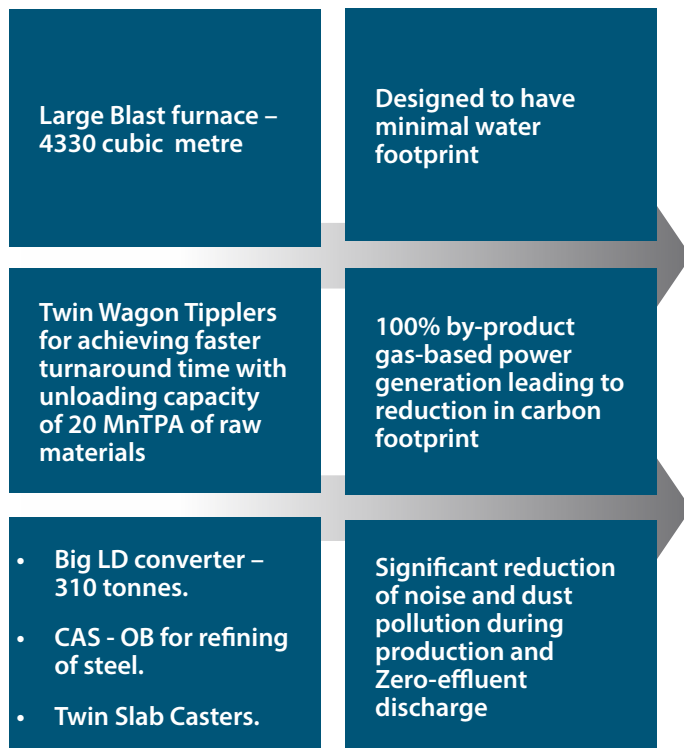 Large Blast furnace –
4330 cubic metre
Designed to have
minimal water
footprint
Twin Wagon Tipplers
for achieving faster
turnaround time with
unloading capacity
of 20 MnTPA of raw
materials
100% by-product
gas-based power
generation leading to
reduction in carbon
footprint
• Big LD converter –
310 tonnes.
• CAS - OB for refining
of steel.
• Twin Slab Casters.
Significant reduction
of noise and dust
pollution during
production and
Zero-effluent
discharge